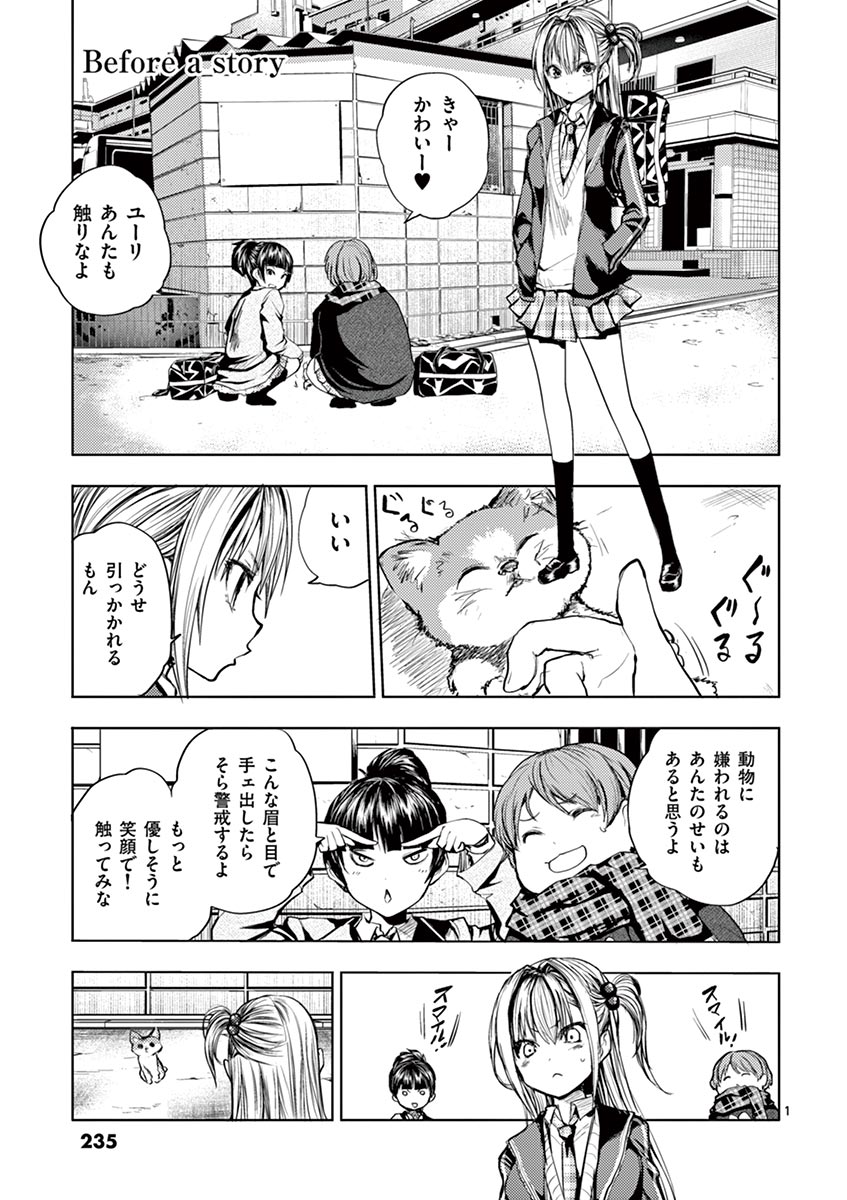 Before a story
きゃー
かわいー♥
ユーリ
あんたも
触りなよ
ぐ〜る
ぐる
じぐる
ぐる
いい
どうせ
引っかかれる
もん
動物に
嫌われるのは
あんたのせいも
あると思うよ
こんな眉と目で
手ェ出したら
そら警戒するよ
もっと
優しそうに
笑顔で!
触ってみな
スマイル!
スマイル!
1
235